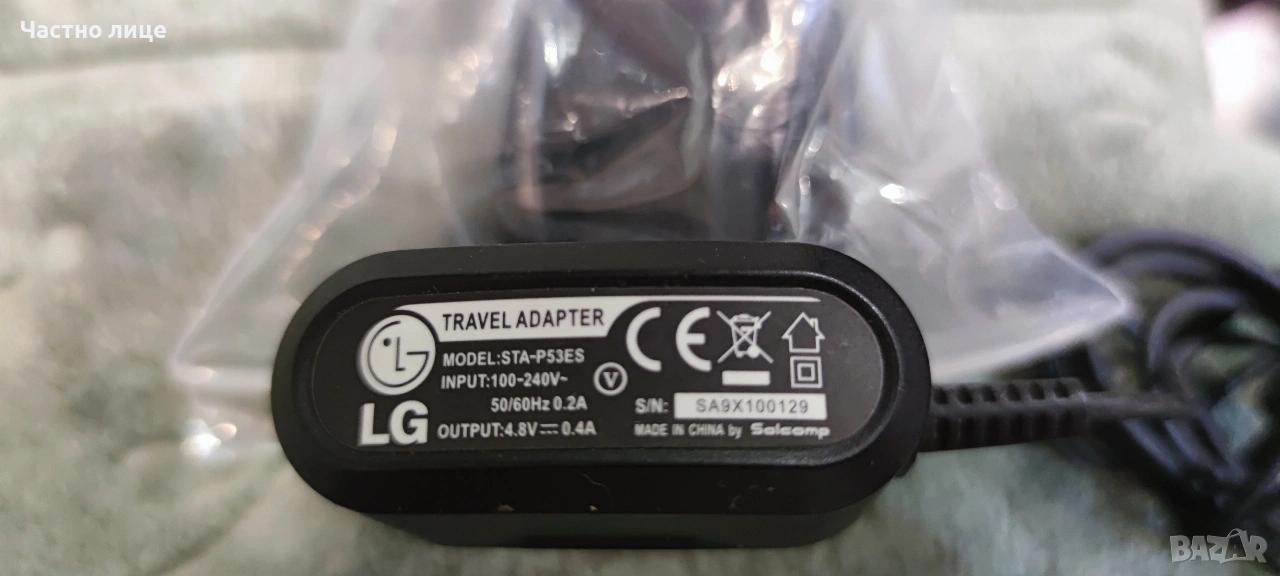 Частно лице
TRAVEL ADAPTER
MODEL:STA-P53ES
INPUT:100-240V~
50/60Hz 0.2A
OUTPUT:4.8V⎓0.4A
LG
V
CE
S/N: SA9X100129
MADE IN CHINA by Salcomp
BAZAR